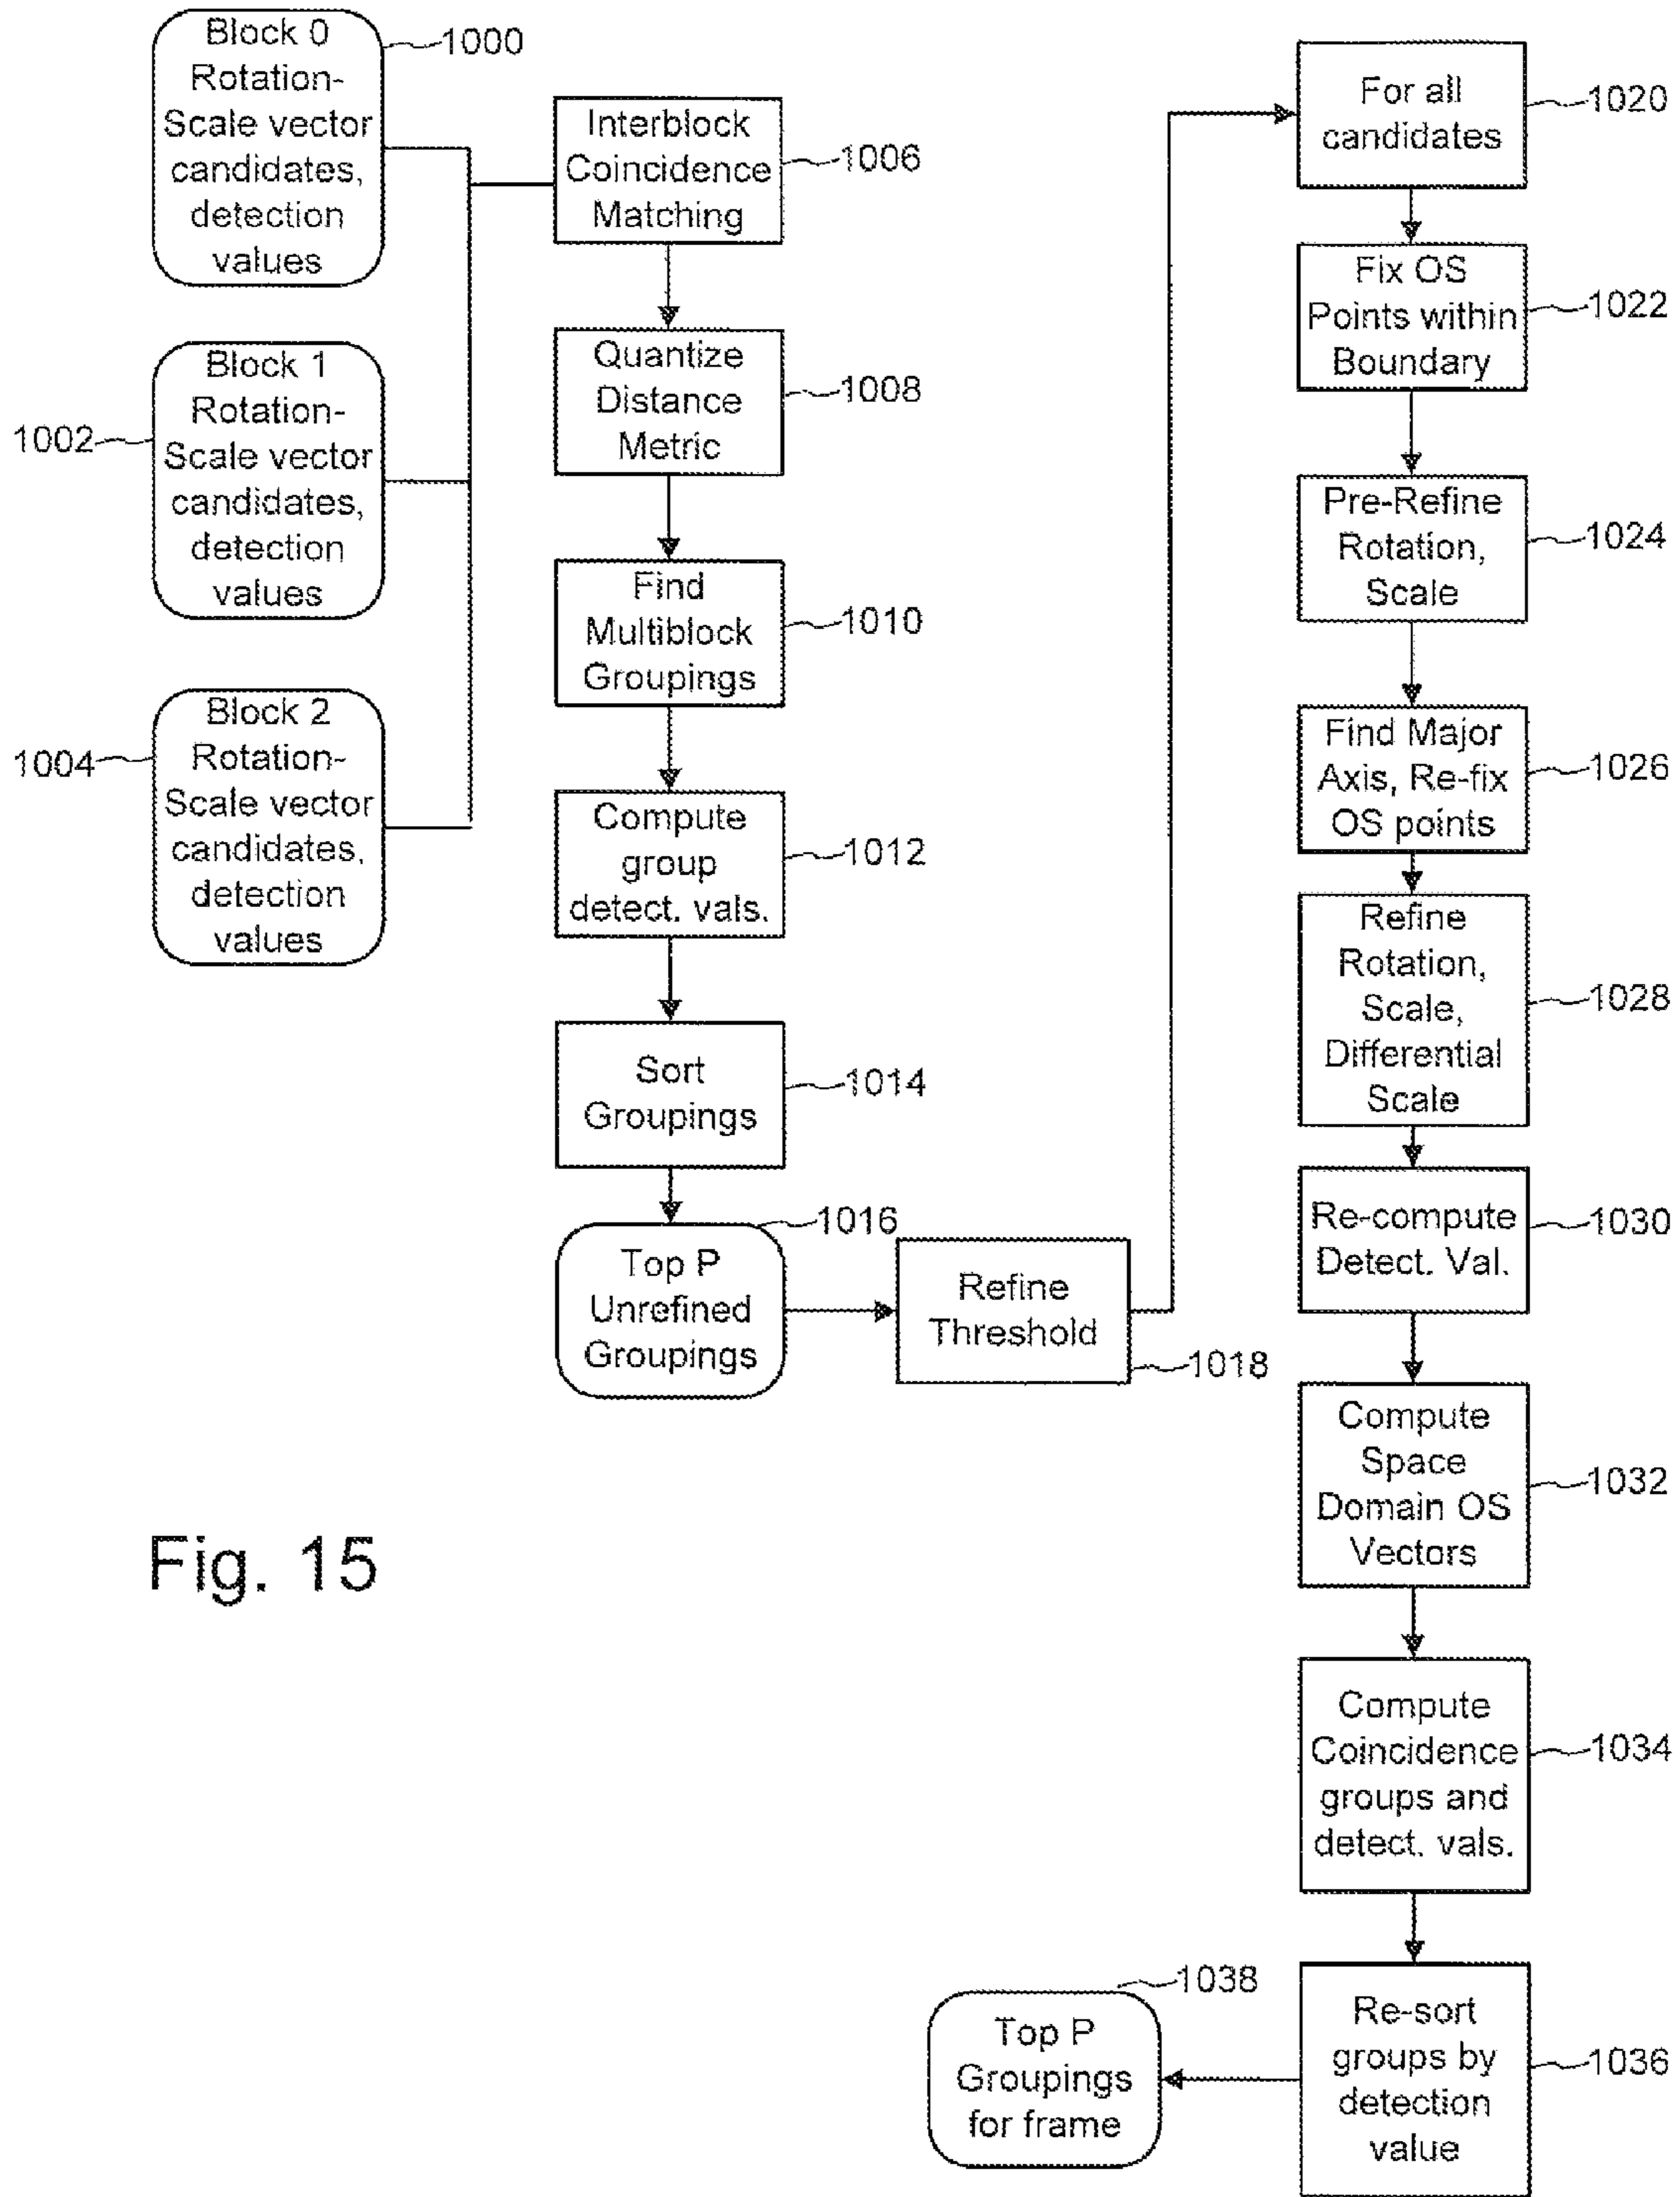 Block 0
Rotation-
Scale vector
candidates,
detection
values
1000
Block 1
Rotation-
Scale vector
candidates,
detection
values
1002
Block 2
Rotation-
Scale vector
candidates,
detection
values
1004
Interblock
Coincidence
Matching
1006
Quantize
Distance
Metric
1008
Find
Multiblock
Groupings
1010
Compute
group
detect. vals.
1012
Sort
Groupings
1014
Top P
Unrefined
Groupings
1016
Refine
Threshold
1018
For all
candidates
1020
Fix OS
Points within
Boundary
1022
Pre-Refine
Rotation,
Scale
1024
Find Major
Axis, Re-fix
OS points
1026
Refine
Rotation,
Scale,
Differential
Scale
1028
Re-compute
Detect. Val.
1030
Compute
Space
Domain OS
Vectors
1032
Compute
Coincidence
groups and
detect. vals.
1034
Re-sort
groups by
detection
value
1036
Top P
Groupings
for frame
1038
Fig. 15